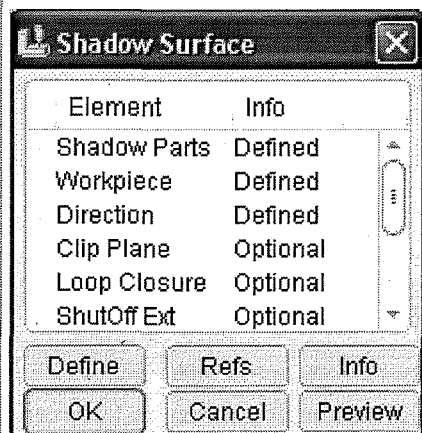 Shadow Surface
Element Info
Shadow Parts Defined
Workpiece Defined
Direction Defined
Clip Plane Optional
Loop Closure Optional
ShutOff Ext Optional
Define Refs Info
OK Cancel Preview